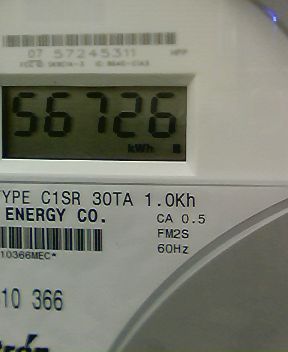 07 57245311
56726
kWh
TYPE C1SR 30TA 1.0Kh
ENERGY CO.
CA 0.5
FM2S
60Hz
10366MEC*
10 366